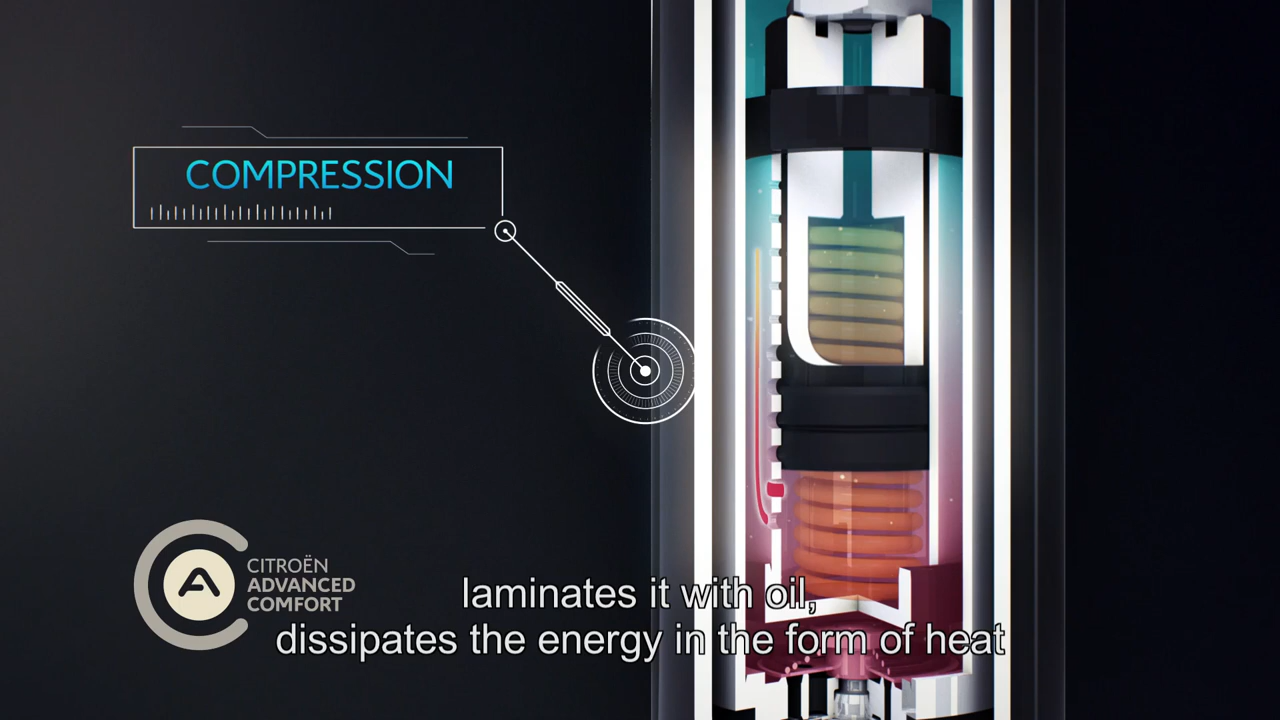 COMPRESSION
CITROËN
ADVANCED
COMFORT
laminates it with oil,
dissipates the energy in the form of heat